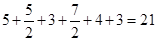 5 + 5/2 + 3 + 7/2 + 4 + 3 = 21